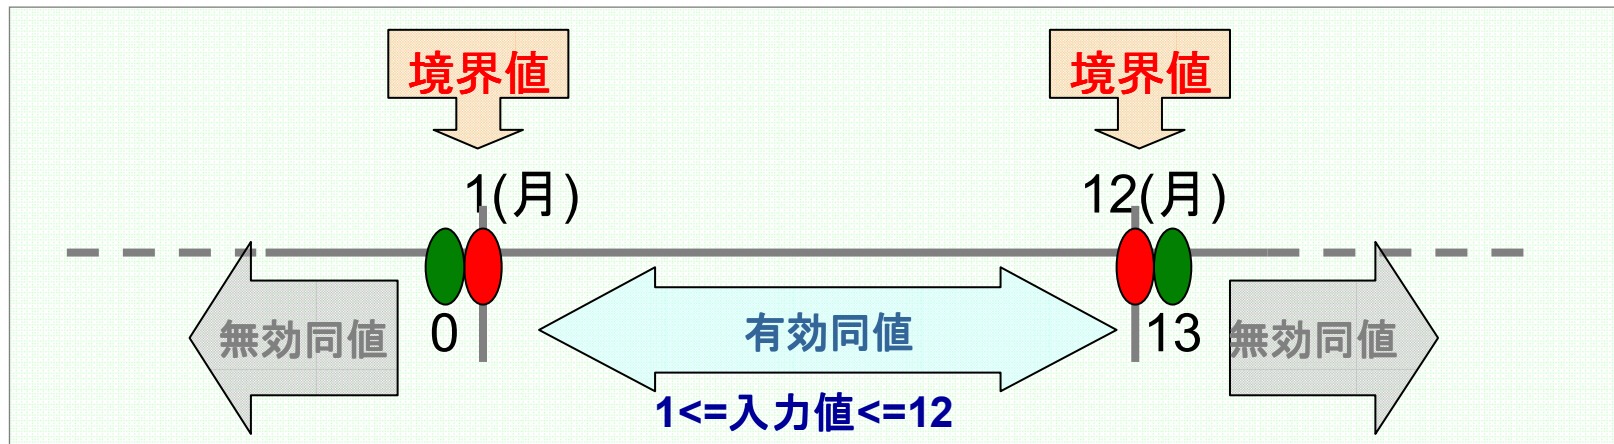 境界値
境界値
1(月)
12(月)
無効同値
0
有効同値
13
無効同値
1<=入力値<=12